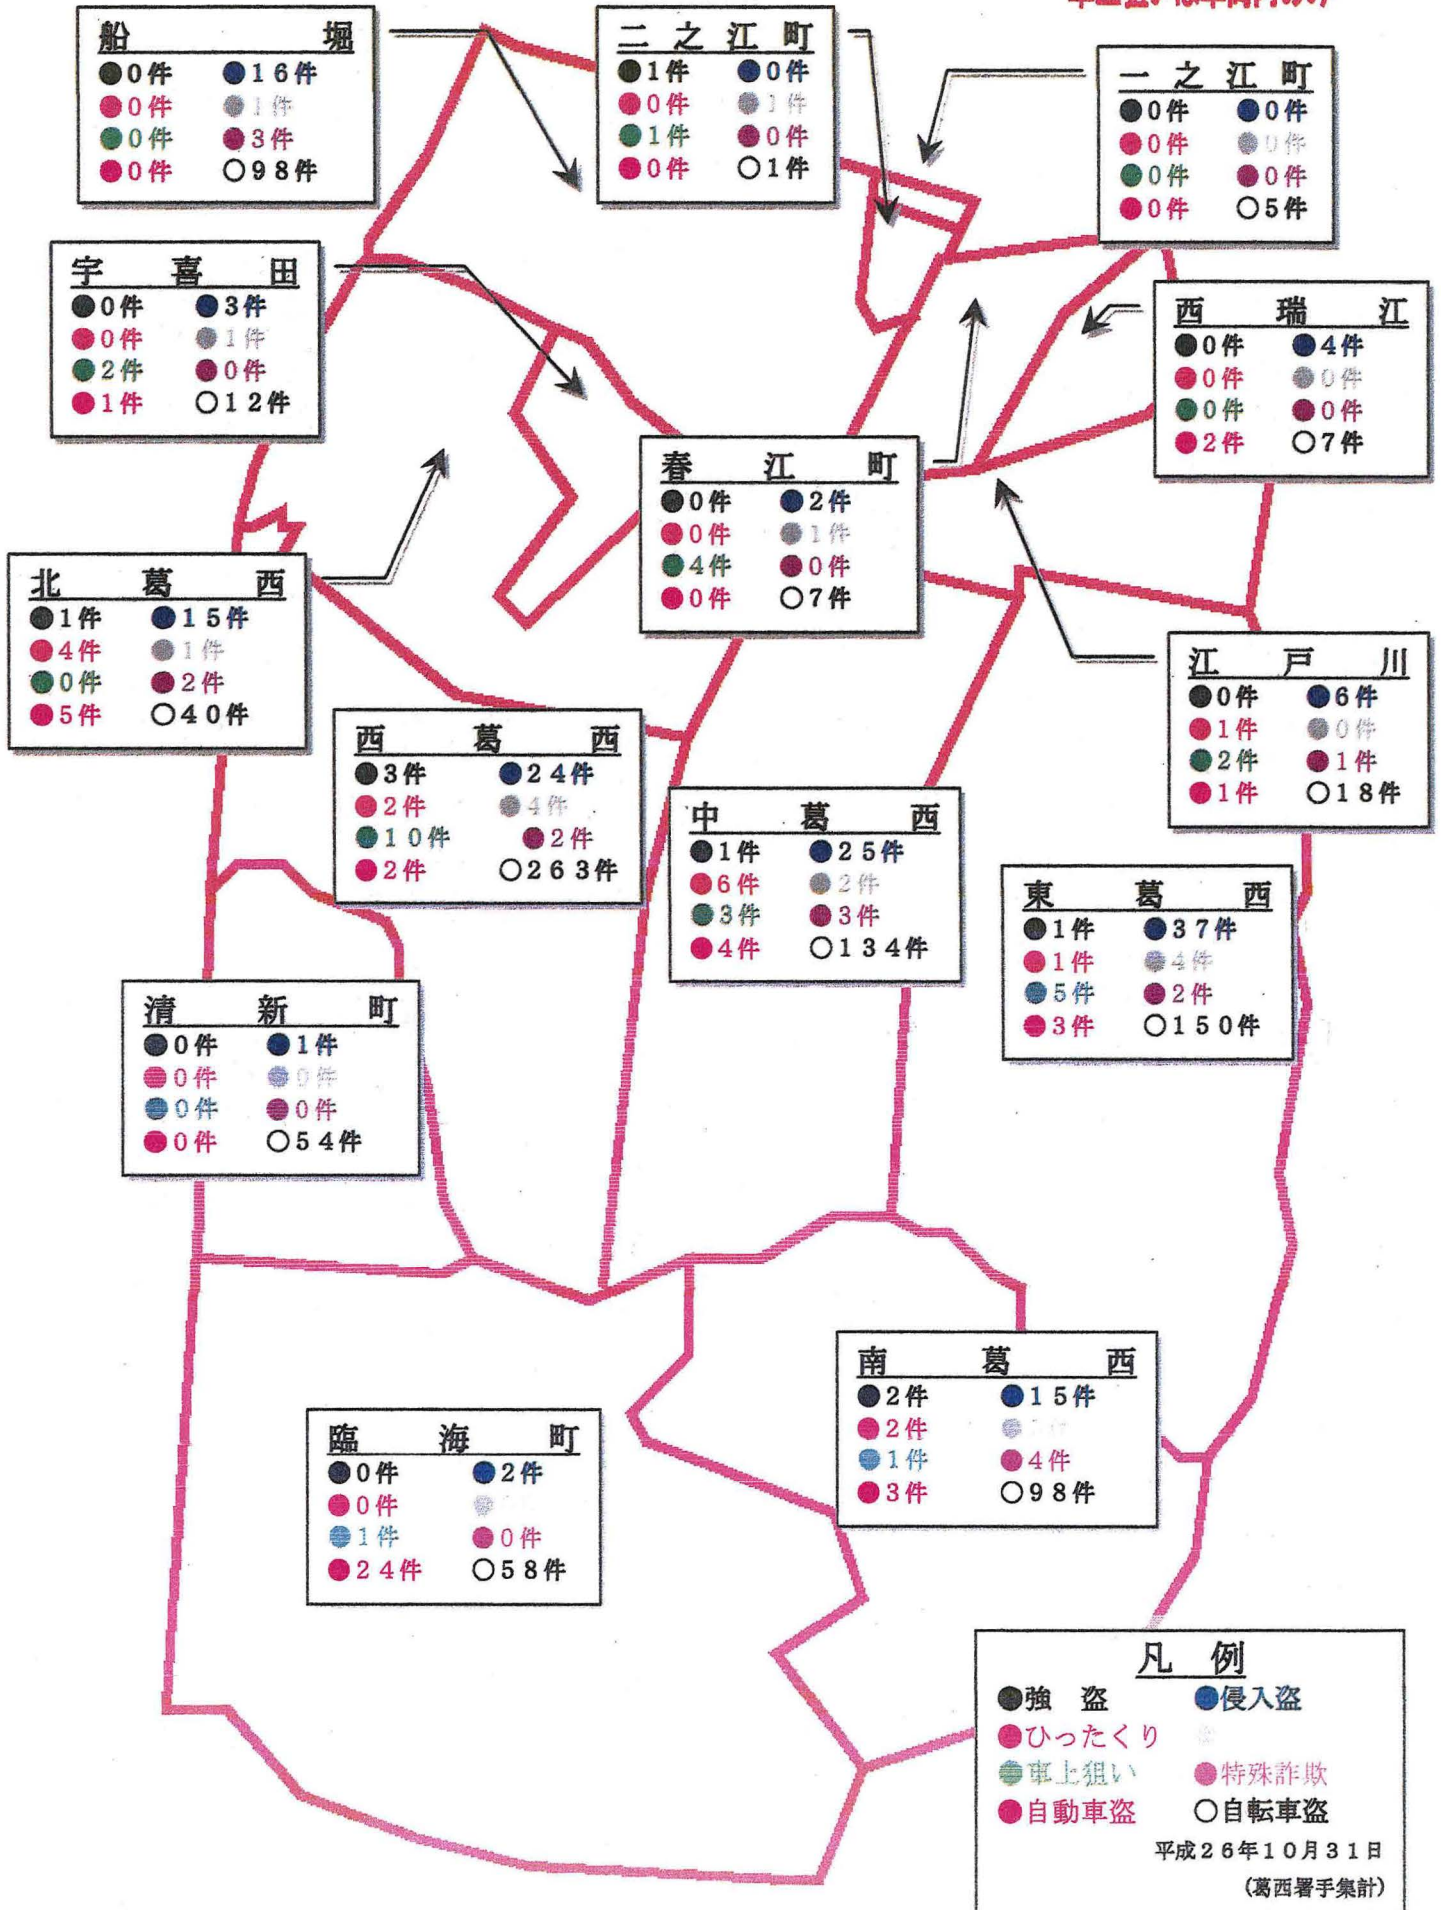 船堀
●0件 ●16件
●0件 ●1件
●0件 ●3件
●0件 ○98件
二之江町
●1件 ●0件
●0件 ●1件
●1件 ●0件
●0件 ○1件
一之江町
●0件 ●0件
●0件 ●0件
●0件 ●0件
●0件 ○5件
宇喜田
●0件 ●3件
●0件 ●1件
●2件 ●0件
●1件 ○12件
西瑞江
●0件 ●4件
●0件 ●0件
●0件 ●0件
●2件 ○7件
春江町
●0件 ●2件
●0件 ●1件
●4件 ●0件
●0件 ○7件
北葛西
●1件 ●15件
●4件 ●1件
●0件 ●2件
●5件 ○40件
江戸川
●0件 ●6件
●1件 ●0件
●2件 ●1件
●1件 ○18件
西葛西
●3件 ●24件
●2件 ●4件
●10件 ●2件
●2件 ○263件
中葛西
●1件 ●25件
●6件 ●2件
●3件 ●3件
●4件 ○134件
東葛西
●1件 ●37件
●1件 ●4件
●5件 ●2件
●3件 ○150件
清新町
●0件 ●1件
●0件 ●0件
●0件 ●0件
●0件 ○54件
南葛西
●2件 ●15件
●2件 ●
●1件 ●4件
●3件 ○98件
臨海町
●0件 ●2件
●0件 ●
●1件 ●0件
●24件 ○58件
凡例
●強盗 ●侵入盗
●ひったくり
●車上狙い ●特殊詐欺
●自動車盗 ○自転車盗
平成26年10月31日
(葛西署手集計)